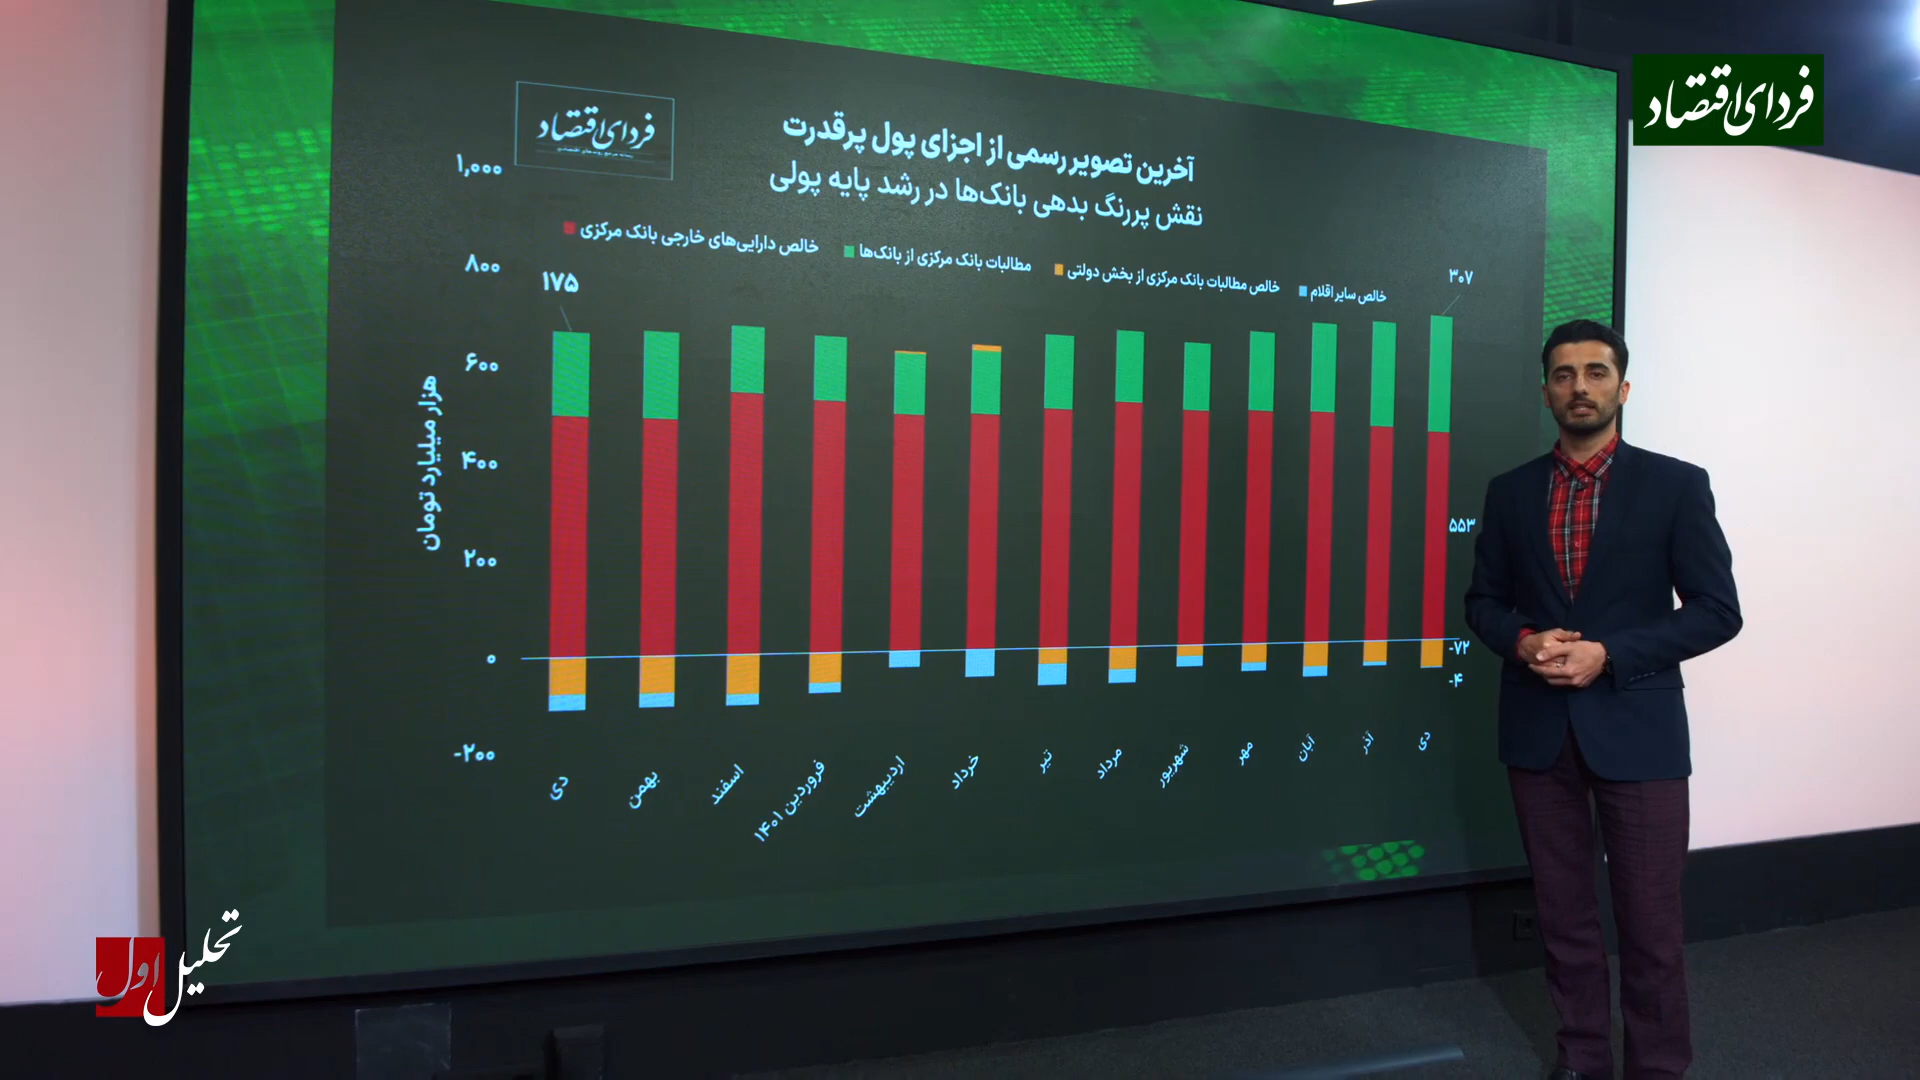 فردای اقتصاد
فردای اقتصاد
آخرین تصویر رسمی از اجزای پول پرقدرت
نقش پررنگ بدهی بانک‌ها در رشد پایه پولی
خالص دارایی‌های خارجی بانک مرکزی
مطالبات بانک مرکزی از بانک‌ها
خالص مطالبات بانک مرکزی از بخش دولتی
خالص سایر اقلام
هزار میلیارد تومان
۱,۰۰۰
۸۰۰
۶۰۰
۴۰۰
۲۰۰
۰
-۲۰۰
۱۷۵
۳۰۷
۵۵۳
-۷۲
-۴
دی
بهمن
اسفند
فروردین ۱۴۰۱
اردیبهشت
خرداد
تیر
مرداد
شهریور
مهر
آبان
آذر
دی
تحلیل اول